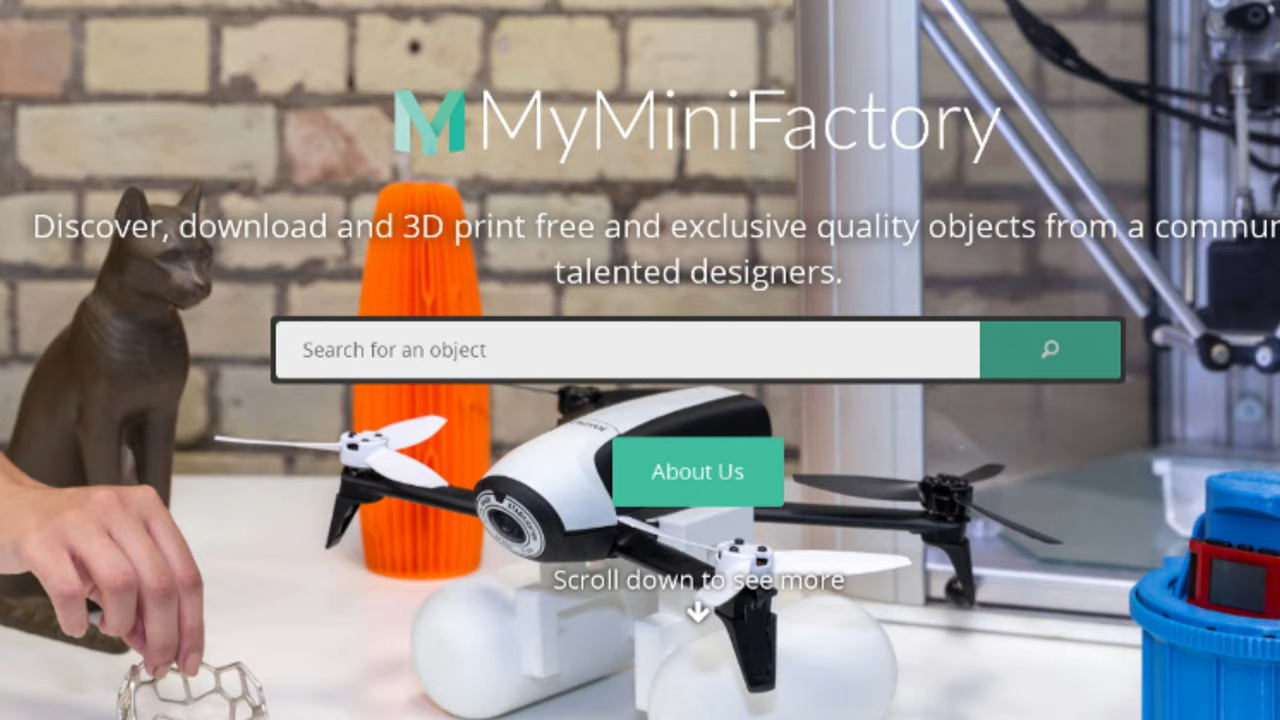 MyMiniFactory
Discover, download and 3D print free and exclusive quality objects from a commun
talented designers.
Search for an object
About Us
Scroll down to see more